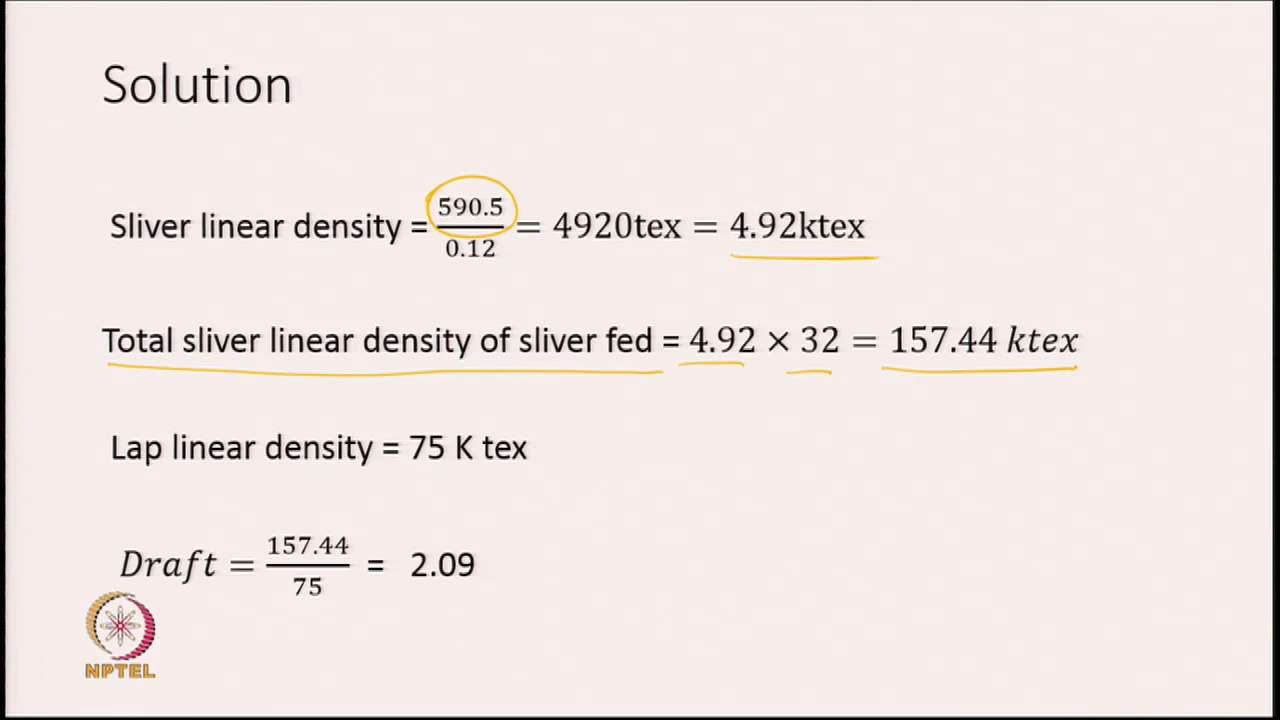 Solution
Sliver linear density = 590.5/0.12 = 4920tex = 4.92ktex
Total sliver linear density of sliver fed = 4.92 × 32 = 157.44 ktex
Lap linear density = 75 K tex
Draft = 157.44/75 = 2.09
NPTEL